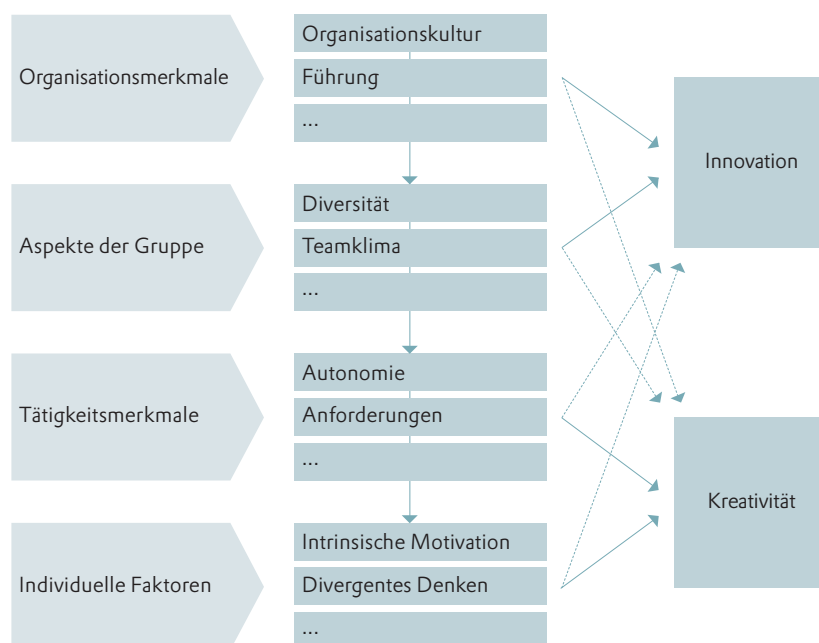 Organisationsmerkmale
Organisationskultur
Führung
...
Aspekte der Gruppe
Diversität
Teamklima
...
Tätigkeitsmerkmale
Autonomie
Anforderungen
...
Individuelle Faktoren
Intrinsische Motivation
Divergentes Denken
...
Innovation
Kreativität